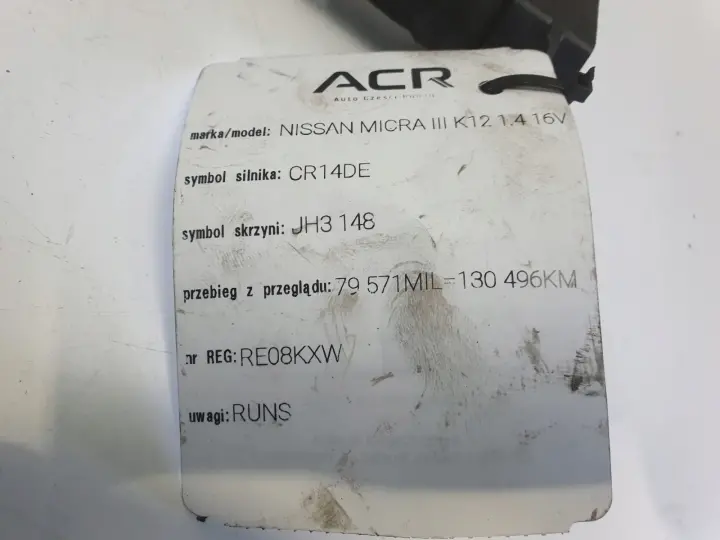 ACR
marka/model: NISSAN MICRA III K12 1.4 16V
symbol silnika: CR14DE
symbol skrzyni: JH3 148
przebieg z przeglądu: 79 571MIL=130 496KM
nr REG: RE08KXW
uwagi: RUNS